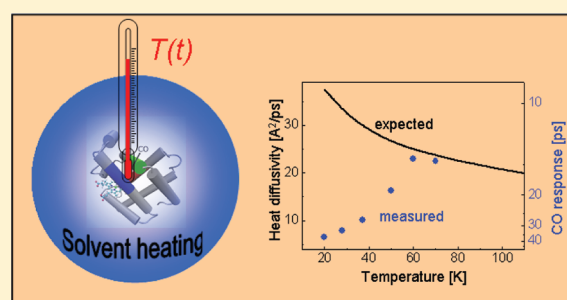 T(t)
CO
Solvent heating
Heat diffusivity [A²/ps]
30
20
10
expected
measured
20 40 60 80 100
Temperature [K]
10
20
30
40
CO response [ps]